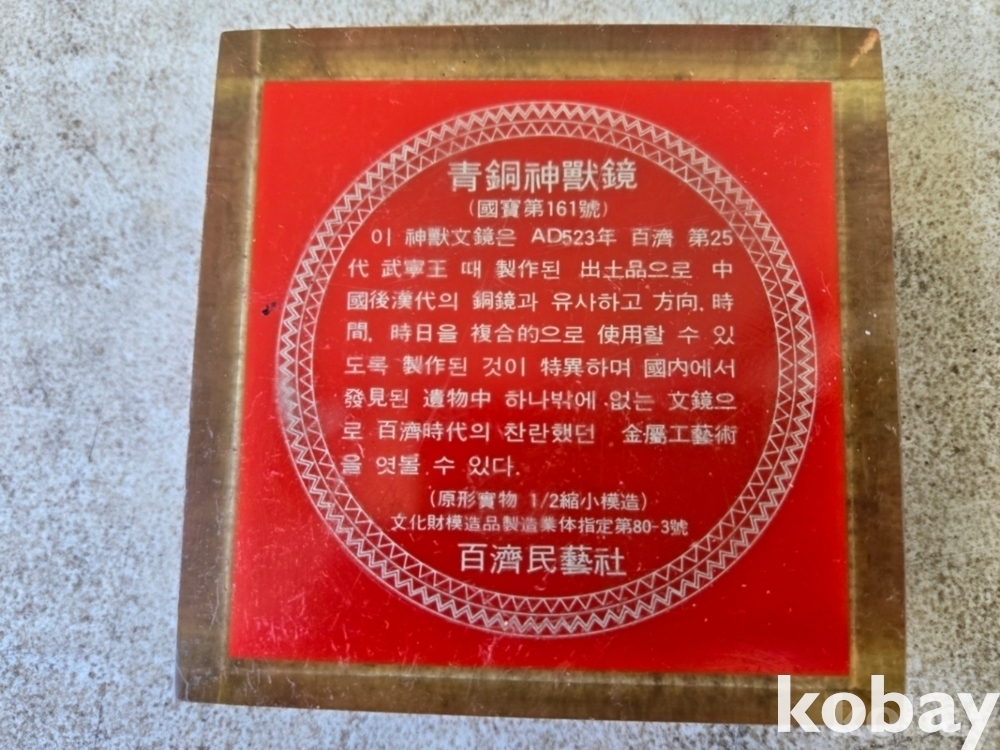 青銅神獸鏡
(國寶第161號)
이 神獸文鏡은 AD523年 百濟 第25
代 武寧王 때 製作된 出土品으로 中
國後漢代의 銅鏡과 유사하고 方向, 時
間, 時日을 複合的으로 使用할 수 있
도록 製作된 것이 特異하며 國內에서
發見된 遺物中 하나밖에 없는 文鏡으
로 百濟時代의 찬란했던 金屬工藝術
을 엿볼 수 있다.
(原形實物 1/2縮小模造)
文化財模造品製造業体指定第80-3號
百濟民藝社
kobay